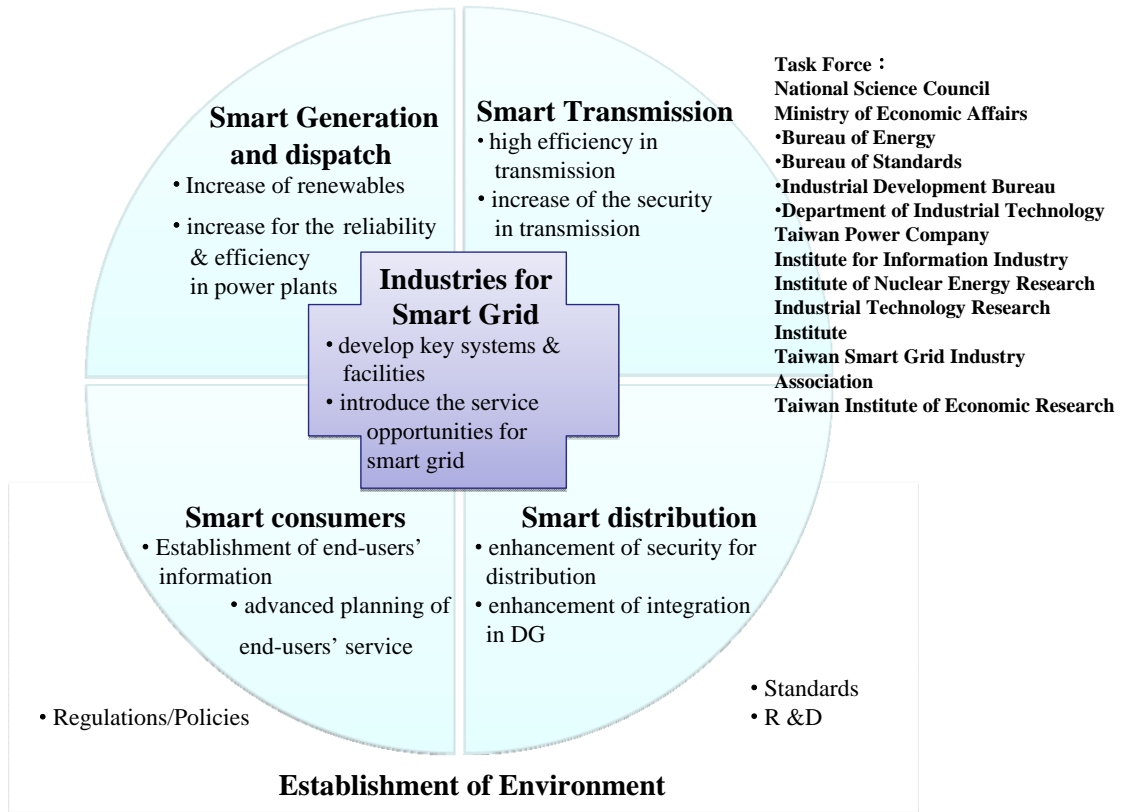 Smart Generation
and dispatch
• Increase of renewables
• increase for the reliability
& efficiency
in power plants
Smart Transmission
• high efficiency in
transmission
• increase of the security
in transmission
Task Force：
National Science Council
Ministry of Economic Affairs
•Bureau of Energy
•Bureau of Standards
•Industrial Development Bureau
•Department of Industrial Technology
Taiwan Power Company
Institute for Information Industry
Institute of Nuclear Energy Research
Industrial Technology Research
Institute
Taiwan Smart Grid Industry
Association
Taiwan Institute of Economic Research
Industries for
Smart Grid
• develop key systems &
facilities
• introduce the service
opportunities for
smart grid
Smart consumers
• Establishment of end-users’
information
• advanced planning of
end-users’ service
Smart distribution
• enhancement of security for
distribution
• enhancement of integration
in DG
• Regulations/Policies
• Standards
• R &D
Establishment of Environment